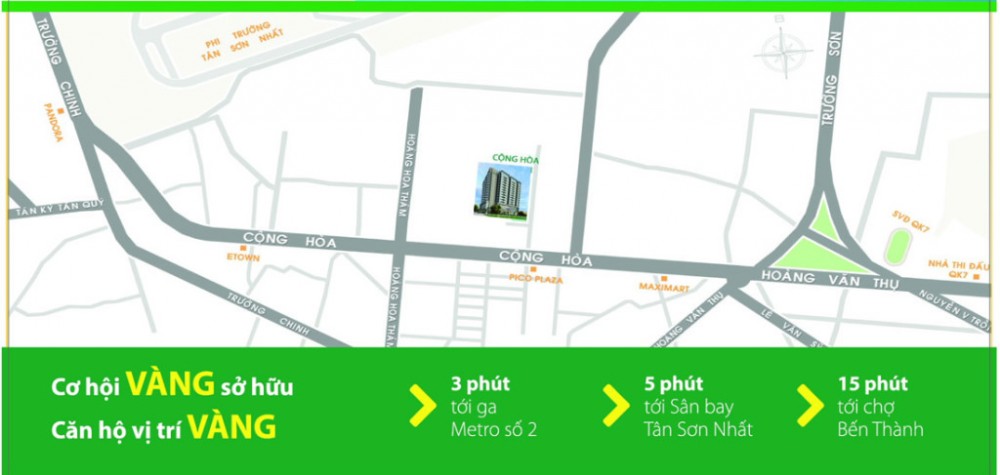 PHI TRƯỜNG
TÂN SƠN NHẤT
TRƯỜNG CHINH
PANDORA
TRƯỜNG SƠN
HOÀNG HOA THÁM
CỘNG HÒA
TÂN KỲ TÂN QUÝ
SVĐ QK7
CỘNG HÒA
ETOWN
CỘNG HÒA
PICO PLAZA
MAXIMART
HOÀNG VĂN THỤ
NHÀ THI ĐẤU
QK7
TRƯỜNG CHINH
HOÀNG HOA THÁM
HOÀNG VĂN THỤ
LÊ VĂN
NGUYỄN
Cơ hội VÀNG sở hữu
Căn hộ vị trí VÀNG
3 phút
tới ga
Metro số 2
5 phút
tới Sân bay
Tân Sơn Nhất
15 phút
tới chợ
Bến Thành